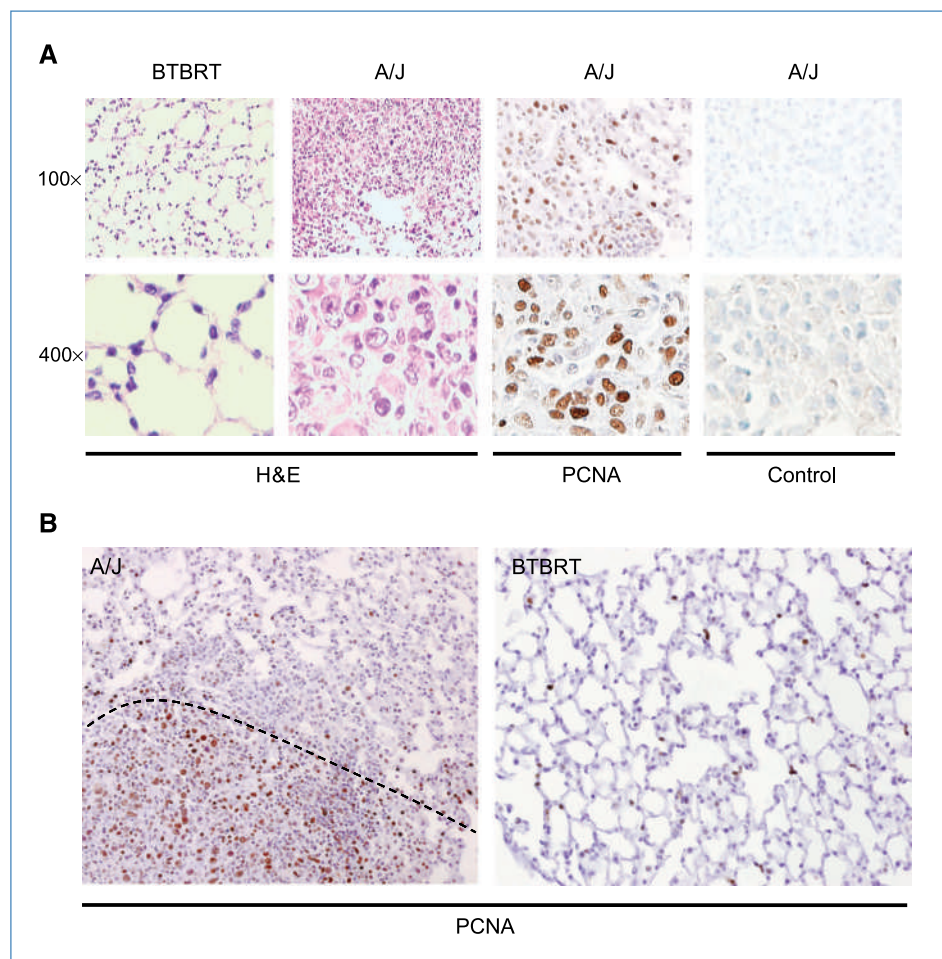 A
BTBRT A/J A/J A/J
100×
400×
H&E PCNA Control
B
A/J BTBRT
PCNA